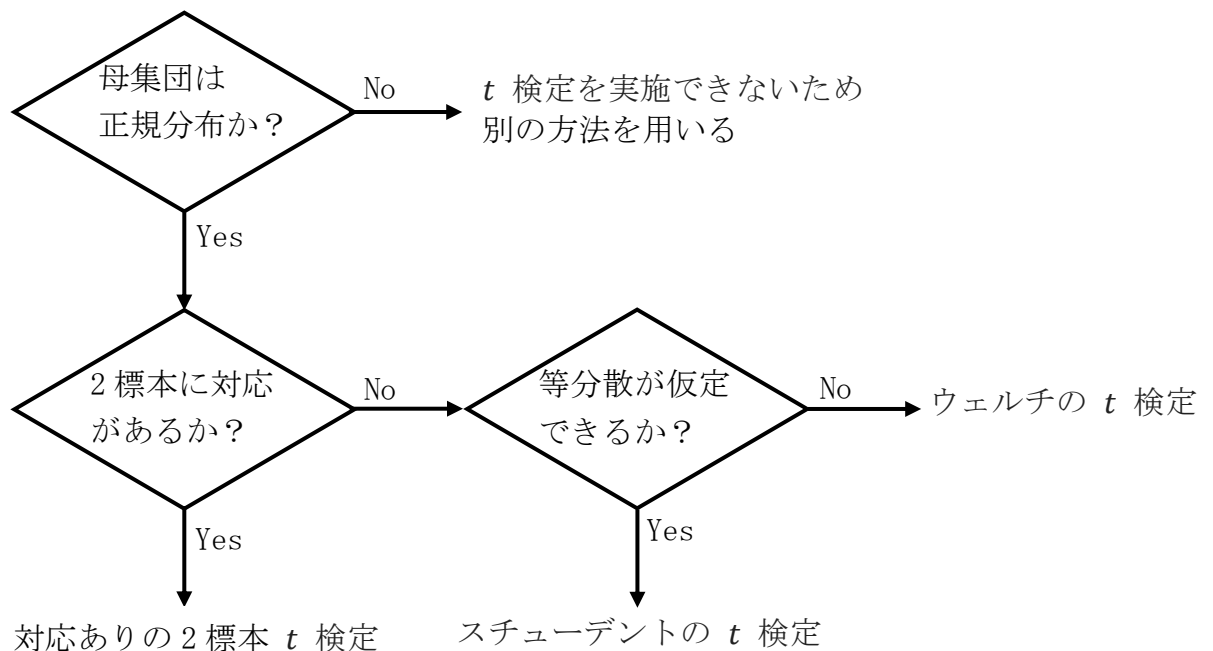 母集団は
正規分布か？
No
t 検定を実施できないため
別の方法を用いる
Yes
2標本に対応
があるか？
No
等分散が仮定
できるか？
No
ウェルチの t 検定
Yes
Yes
対応ありの2標本 t 検定
スチューデントの t 検定